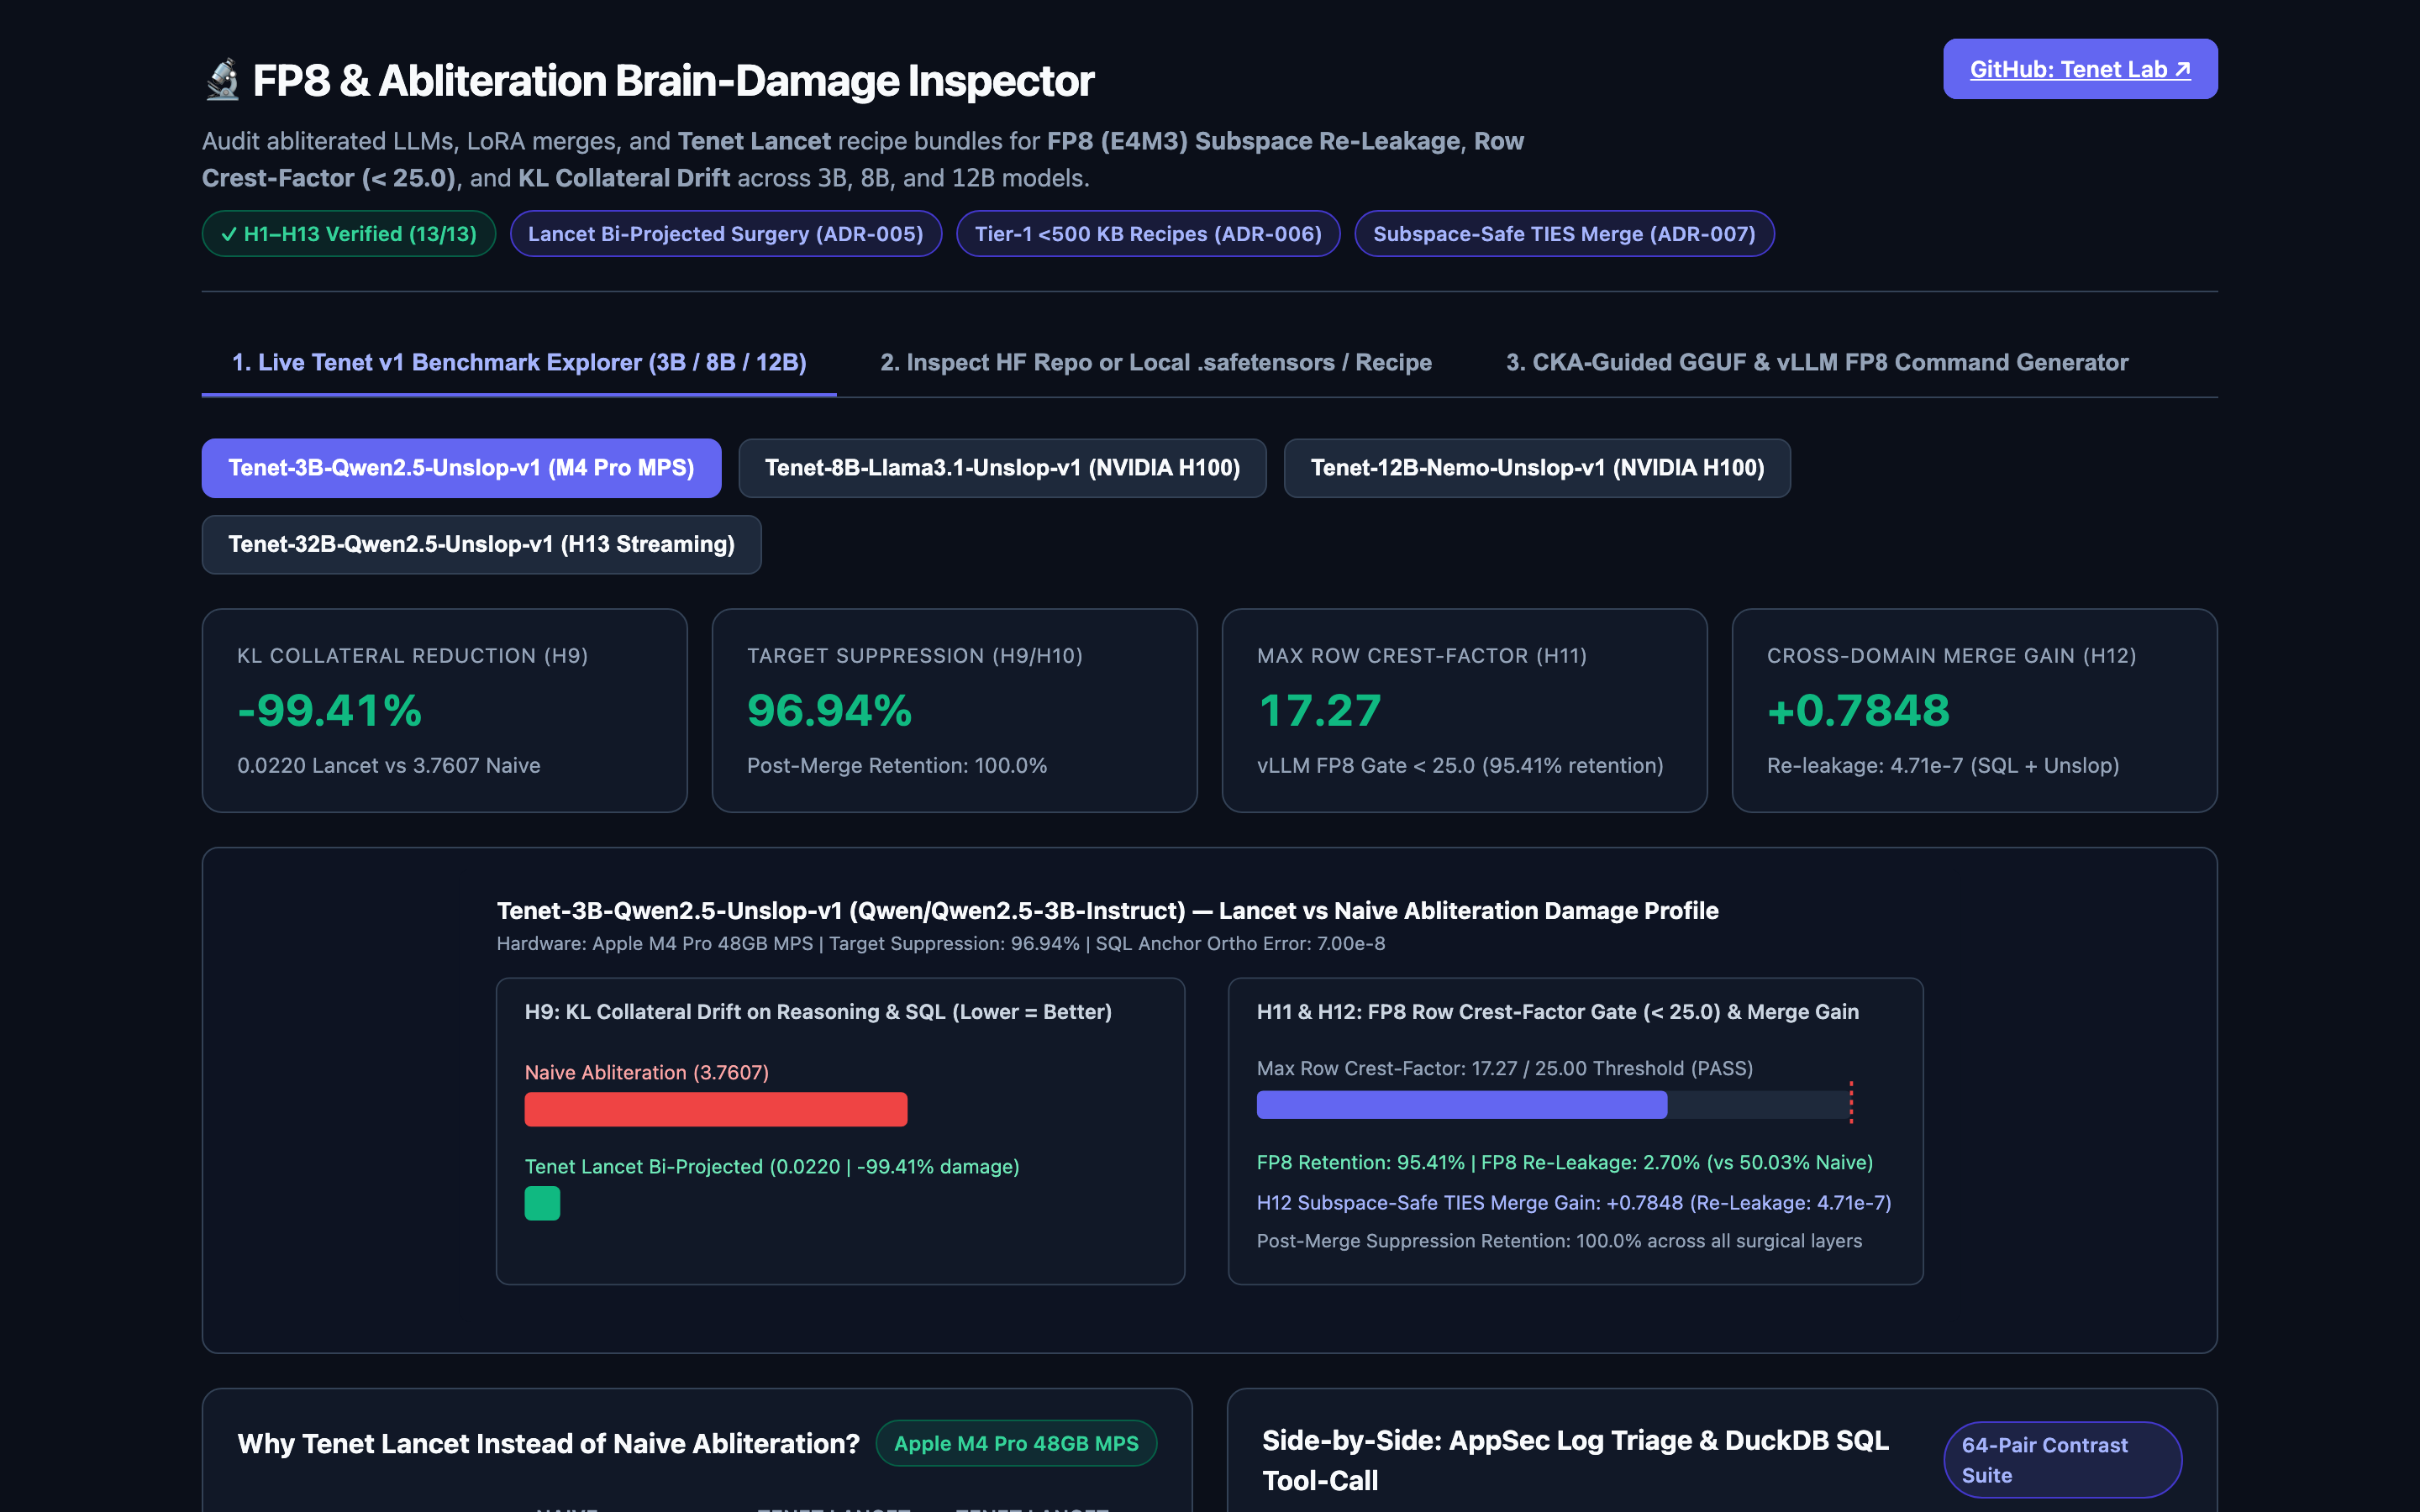 FP8 & Abliteration Brain-Damage Inspector
GitHub: Tenet Lab ↗
Audit abliterated LLMs, LoRA merges, and Tenet Lancet recipe bundles for FP8 (E4M3) Subspace Re-Leakage, Row
Crest-Factor (< 25.0), and KL Collateral Drift across 3B, 8B, and 12B models.
✓ H1–H13 Verified (13/13)
Lancet Bi-Projected Surgery (ADR-005)
Tier-1 <500 KB Recipes (ADR-006)
Subspace-Safe TIES Merge (ADR-007)
1. Live Tenet v1 Benchmark Explorer (3B / 8B / 12B)
2. Inspect HF Repo or Local .safetensors / Recipe
3. CKA-Guided GGUF & vLLM FP8 Command Generator
Tenet-3B-Qwen2.5-Unslop-v1 (M4 Pro MPS)
Tenet-8B-Llama3.1-Unslop-v1 (NVIDIA H100)
Tenet-12B-Nemo-Unslop-v1 (NVIDIA H100)
Tenet-32B-Qwen2.5-Unslop-v1 (H13 Streaming)
KL COLLATERAL REDUCTION (H9)
-99.41%
0.0220 Lancet vs 3.7607 Naive
TARGET SUPPRESSION (H9/H10)
96.94%
Post-Merge Retention: 100.0%
MAX ROW CREST-FACTOR (H11)
17.27
vLLM FP8 Gate < 25.0 (95.41% retention)
CROSS-DOMAIN MERGE GAIN (H12)
+0.7848
Re-leakage: 4.71e-7 (SQL + Unslop)
Tenet-3B-Qwen2.5-Unslop-v1 (Qwen/Qwen2.5-3B-Instruct) — Lancet vs Naive Abliteration Damage Profile
Hardware: Apple M4 Pro 48GB MPS | Target Suppression: 96.94% | SQL Anchor Ortho Error: 7.00e-8
H9: KL Collateral Drift on Reasoning & SQL (Lower = Better)
Naive Abliteration (3.7607)
Tenet Lancet Bi-Projected (0.0220 | -99.41% damage)
H11 & H12: FP8 Row Crest-Factor Gate (< 25.0) & Merge Gain
Max Row Crest-Factor: 17.27 / 25.00 Threshold (PASS)
FP8 Retention: 95.41% | FP8 Re-Leakage: 2.70% (vs 50.03% Naive)
H12 Subspace-Safe TIES Merge Gain: +0.7848 (Re-Leakage: 4.71e-7)
Post-Merge Suppression Retention: 100.0% across all surgical layers
Why Tenet Lancet Instead of Naive Abliteration?
Apple M4 Pro 48GB MPS
Side-by-Side: AppSec Log Triage & DuckDB SQL
Tool-Call
64-Pair Contrast
Suite